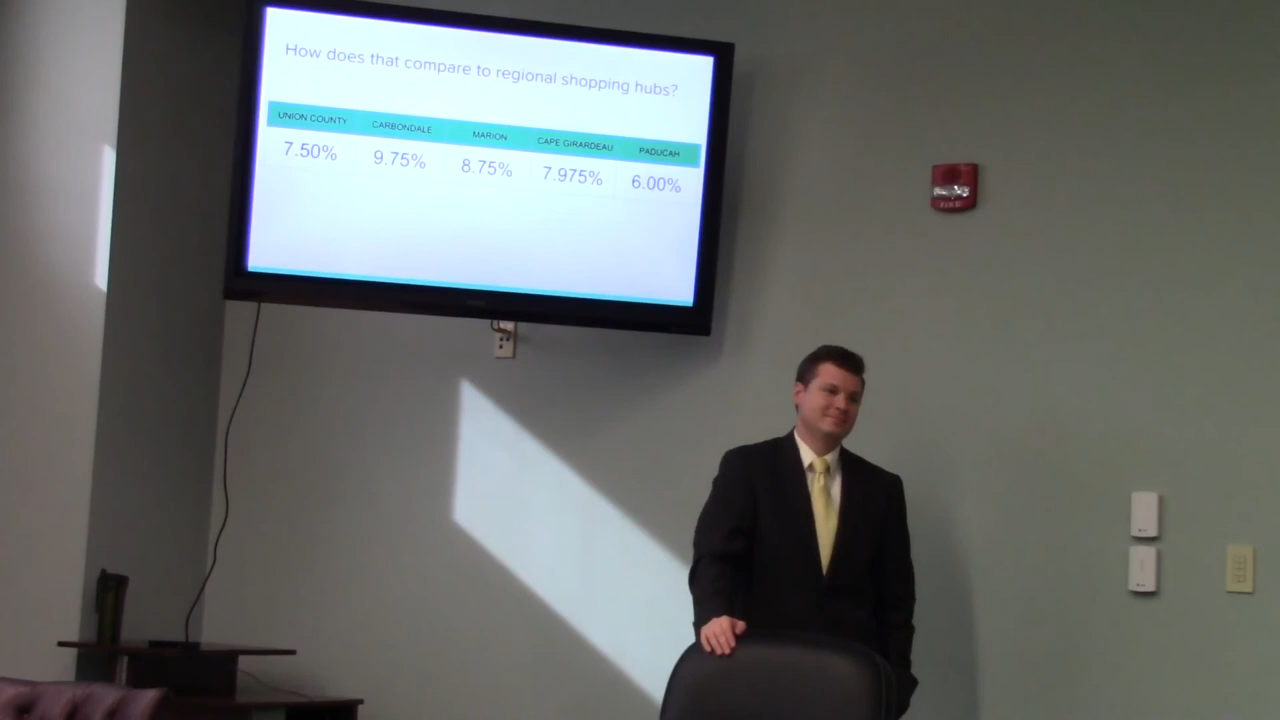 How does that compare to regional shopping hubs?
UNION COUNTY CARBONDALE MARION CAPE GIRARDEAU PADUCAH
7.50% 9.75% 8.75% 7.975% 6.00%
FIRE